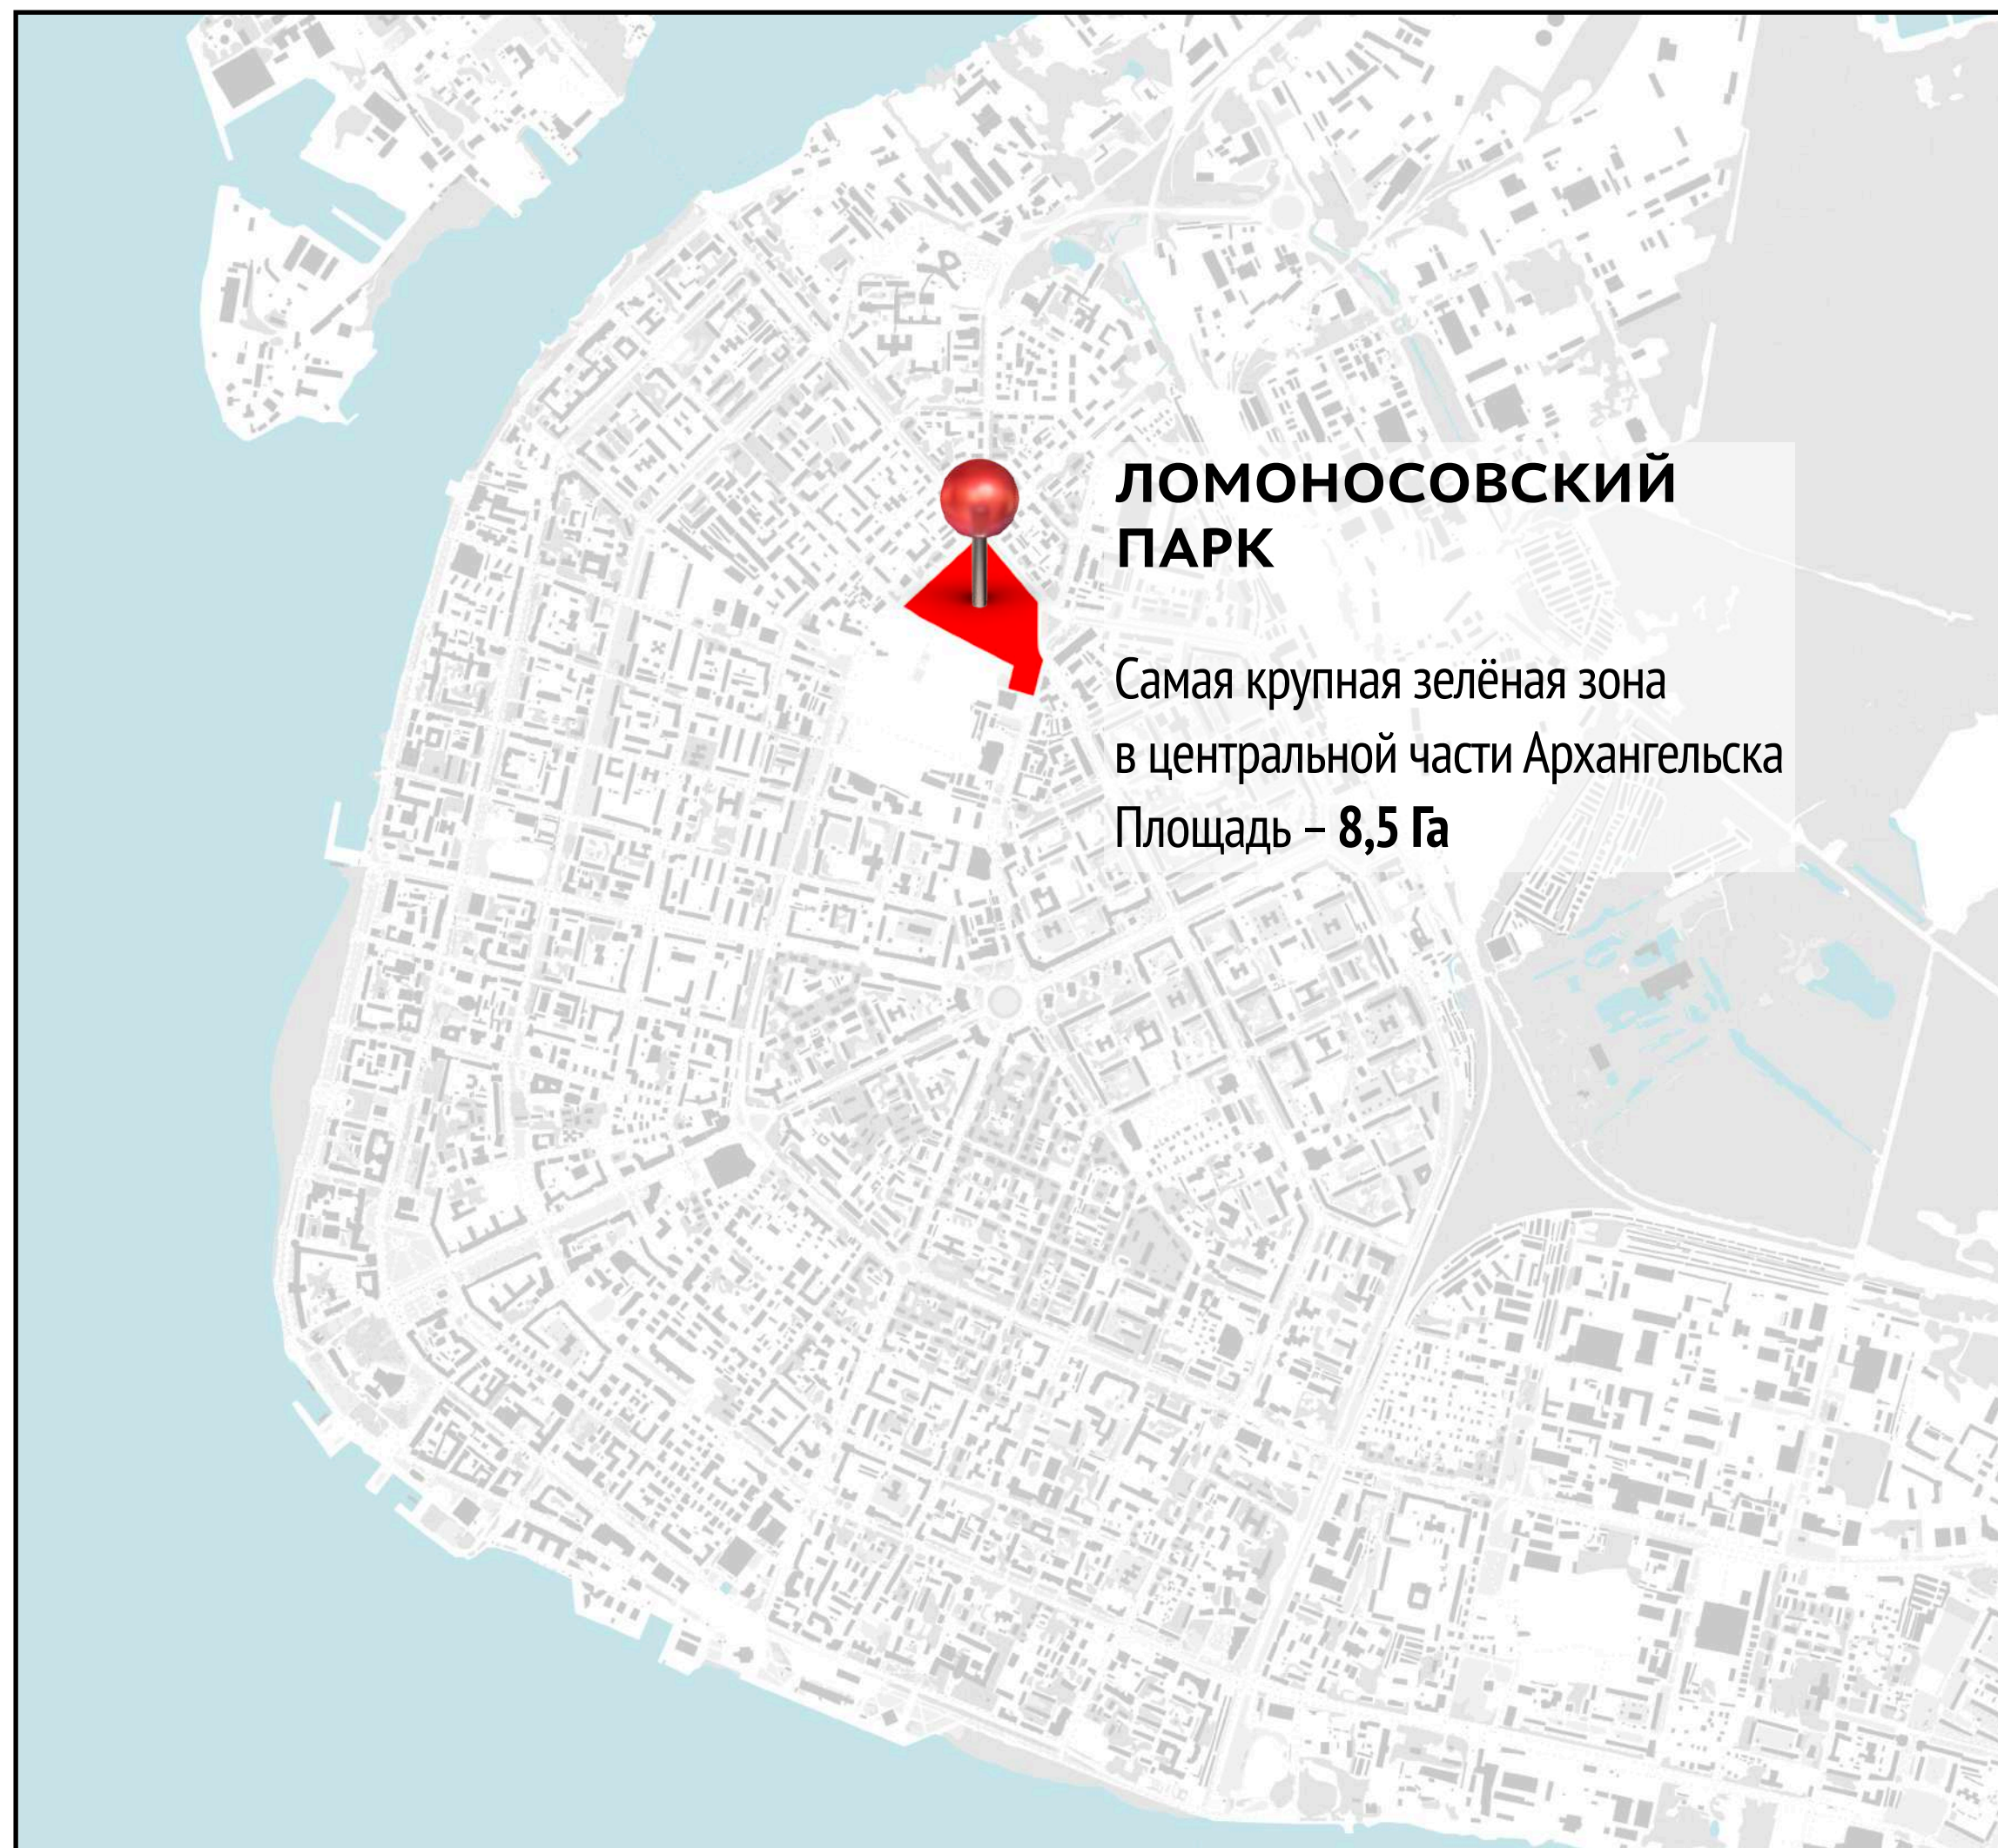 ЛОМОНОСОВСКИЙ
ПАРК
Самая крупная зелёная зона
в центральной части Архангельска
Площадь – 8,5 Га